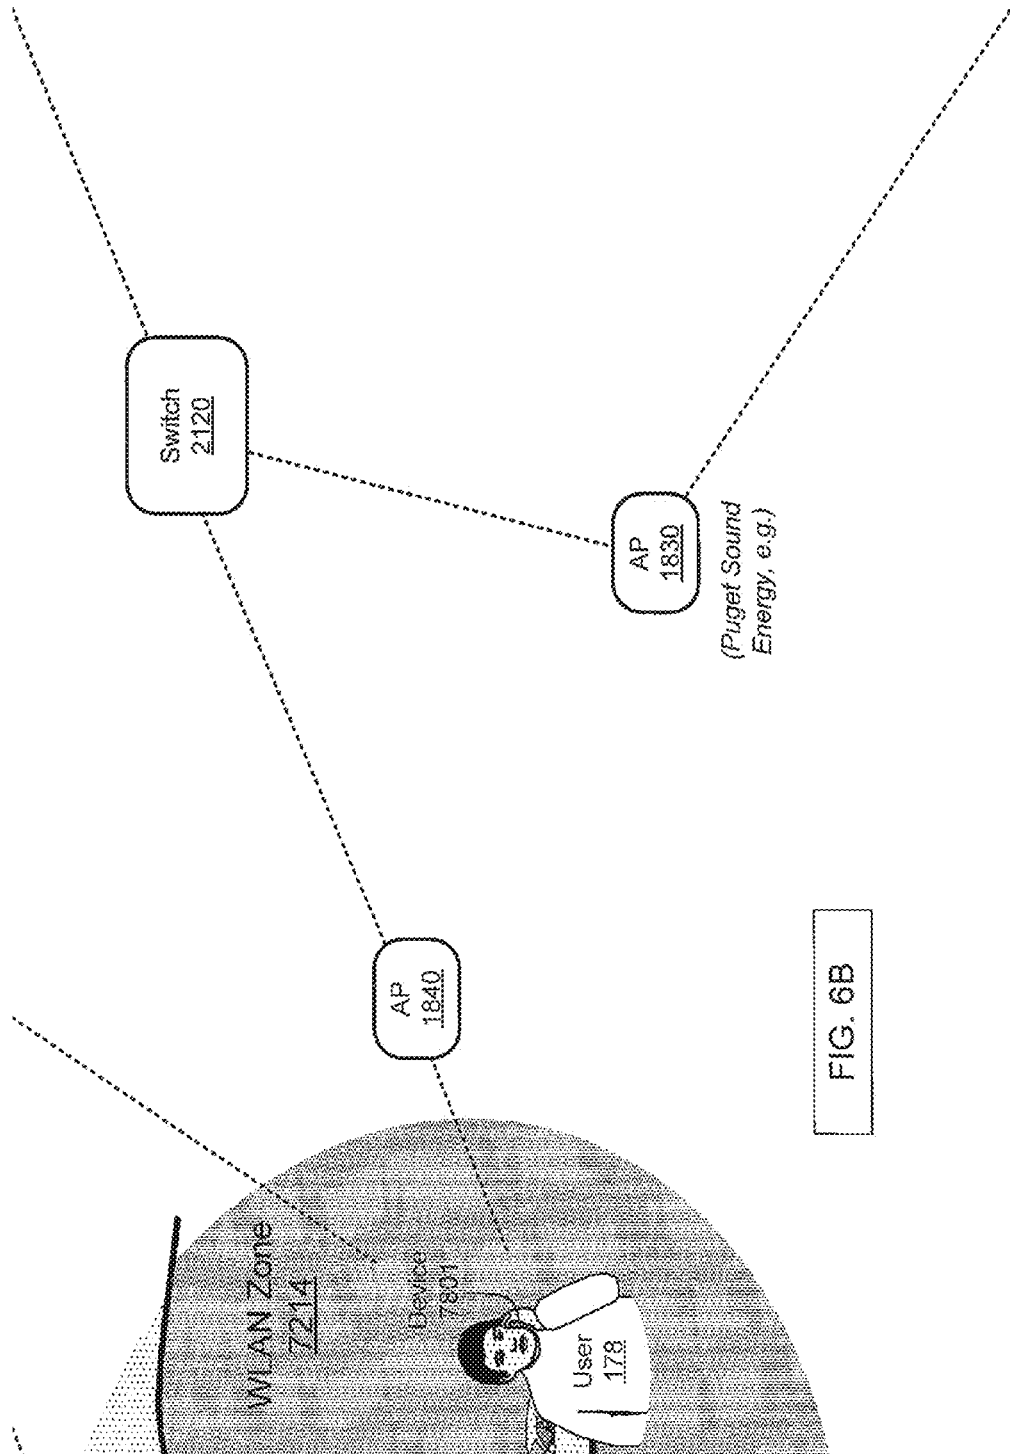 WLAN Zone
7214
Device
7801
User
178
AP
1840
Switch
2120
AP
1830
(Puget Sound
Energy, e.g.)
FIG. 6B